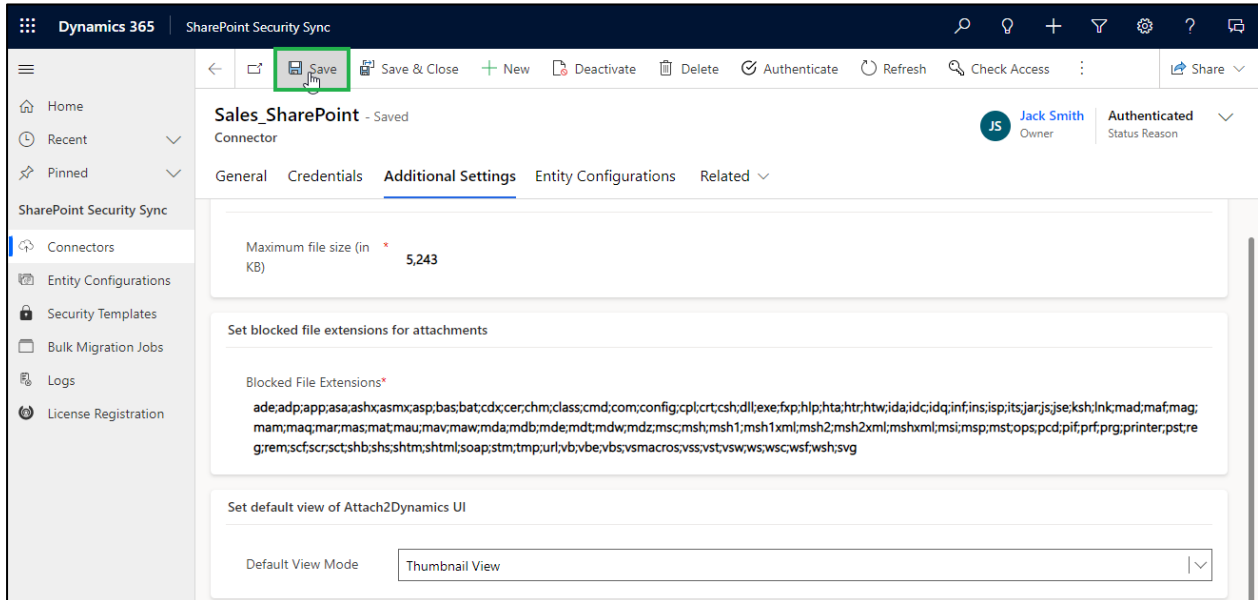 Dynamics 365 SharePoint Security Sync
Save Save & Close New Deactivate Delete Authenticate Refresh Check Access Share
Home
Recent
Pinned
SharePoint Security Sync
Connectors
Entity Configurations
Security Templates
Bulk Migration Jobs
Logs
License Registration
Sales_SharePoint - Saved
Connector
JS Jack Smith
Owner
Authenticated
Status Reason
General Credentials Additional Settings Entity Configurations Related
Maximum file size (in *
KB)
5,243
Set blocked file extensions for attachments
Blocked File Extensions*
ade;adp;app;asa;ashx;asmx;asp;bas;bat;cdx;cer;chm;class;cmd;com;config;cpl;crt;csh;dll;exe;fxp;hlp;hta;htr;htw;ida;idc;idq;inf;ins;isp;its;jar;js;jse;ksh;lnk;mad;maf;mag;
mam;maq;mar;mas;mat;mau;mav;maw;mda;mdb;mde;mdt;mdw;mdz;msc;msh;msh1;msh1xml;msh2;msh2xml;mshxml;msi;msp;mst;ops;pcd;pif;prf;prg;printer;pst;re
g;rem;scf;scr;sct;shb;shs;shtm;shtml;soap;stm;tmp;url;vb;vbe;vbs;vsmacros;vss;vst;vsw;ws;wsc;wsf;wsh;svg
Set default view of Attach2Dynamics UI
Default View Mode
Thumbnail View